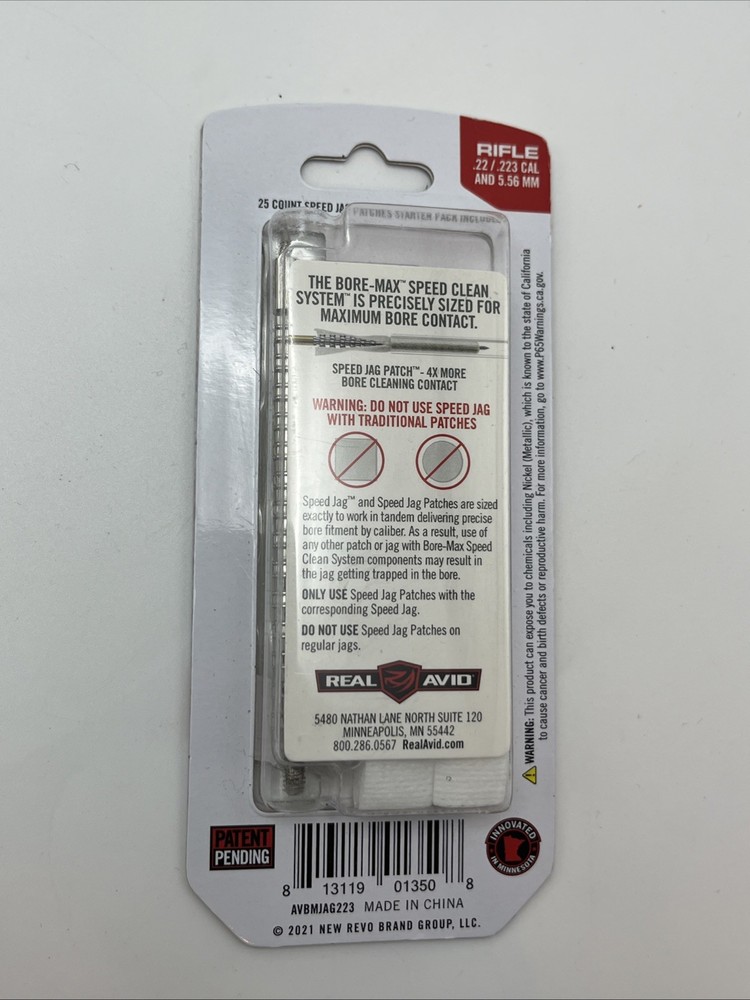 RIFLE
.22 / .223 CAL
AND 5.56 MM
25 COUNT SPEED JAG PATCHES STARTER PACK INCLUDED
THE BORE-MAX™ SPEED CLEAN
SYSTEM™ IS PRECISELY SIZED FOR
MAXIMUM BORE CONTACT.
SPEED JAG PATCH™ - 4X MORE
BORE CLEANING CONTACT
WARNING: DO NOT USE SPEED JAG
WITH TRADITIONAL PATCHES
Speed Jag™ and Speed Jag Patches are sized
exactly to work in tandem delivering precise
bore fitment by caliber. As a result, use of
any other patch or jag with Bore-Max Speed
Clean System components may result in
the jag getting trapped in the bore.
ONLY USE Speed Jag Patches with the
corresponding Speed Jag.
DO NOT USE Speed Jag Patches on
regular jags.
REAL AVID
5480 NATHAN LANE NORTH SUITE 120
MINNEAPOLIS, MN 55442
800.286.0567 RealAvid.com
WARNING: This product can expose you to chemicals including Nickel (Metallic), which is known to the state of California
to cause cancer and birth defects or reproductive harm. For more information, go to www.P65Warnings.ca.gov.
PATENT
PENDING
INNOVATED
IN MINNESOTA
8 13119 01350 8
AVBMJAG223 MADE IN CHINA
© 2021 NEW REVO BRAND GROUP, LLC.